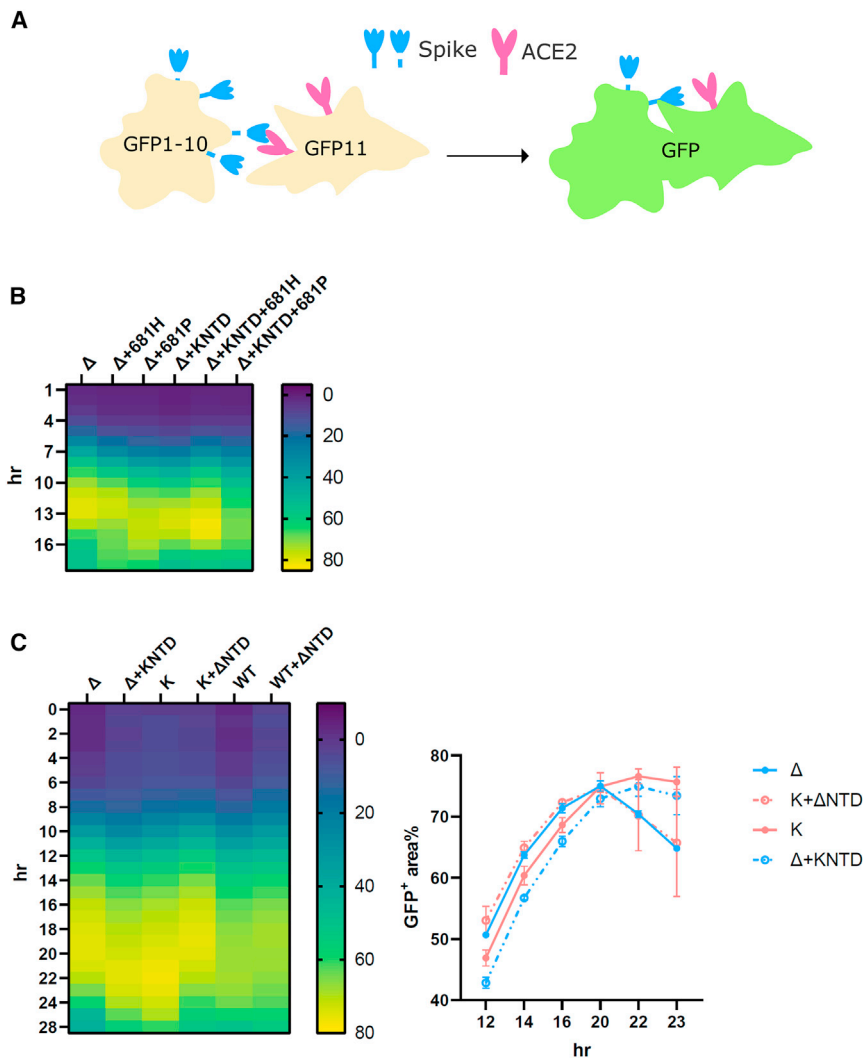 A
Spike ACE2
GFP1-10 GFP11 GFP
B
Δ Δ+681H Δ+681P Δ+KNTD Δ+KNTD+681H Δ+KNTD+681P
hr
1
4
7
10
13
16
0
20
40
60
80
C
Δ Δ+KNTD K K+ΔNTD WT WT+ΔNTD
hr
0
2
4
6
8
10
12
14
16
18
20
22
24
28
0
20
40
60
80
GFP+ area%
80
70
60
50
40
12 14 16 20 22 23
hr
Δ
K+ΔNTD
K
Δ+KNTD